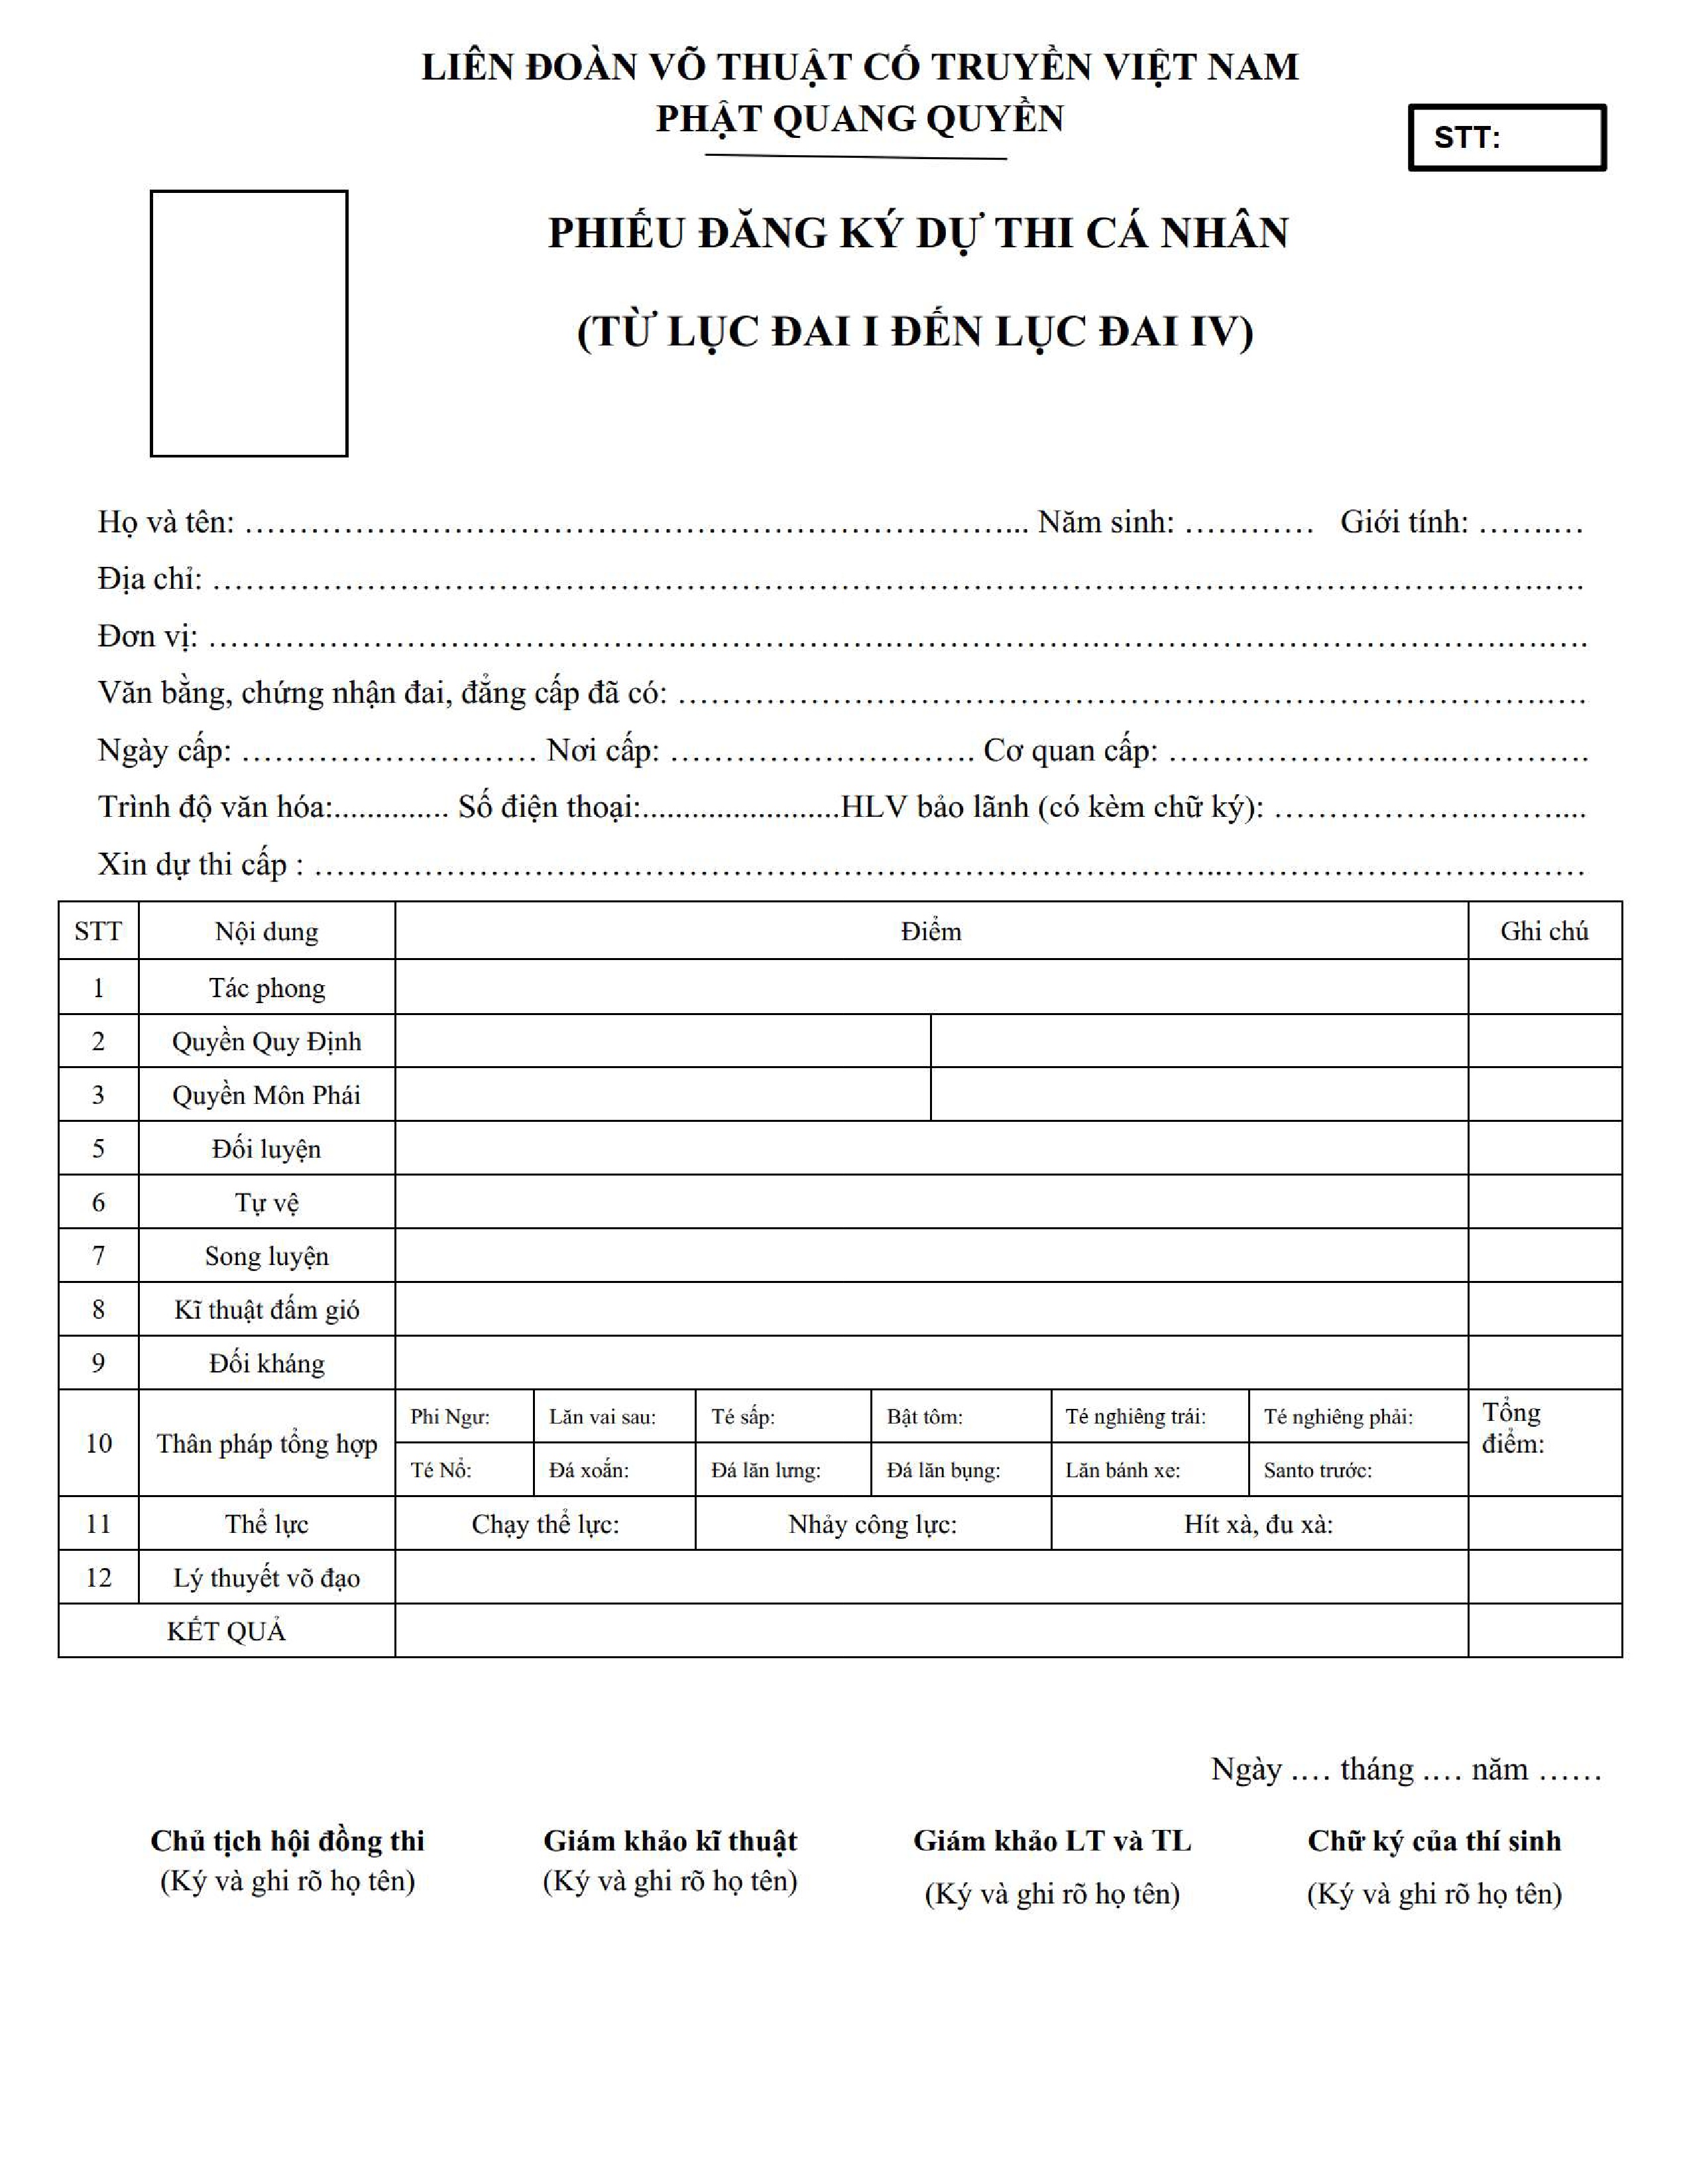 LIÊN ĐOÀN VÕ THUẬT CỔ TRUYỀN VIỆT NAM
PHẬT QUANG QUYỀN
STT:
PHIẾU ĐĂNG KÝ DỰ THI CÁ NHÂN
(TỪ LỤC ĐAI I ĐẾN LỤC ĐAI IV)
Họ và tên: ………………………………………………………………………... Năm sinh: ………… Giới tính: …….…
Địa chỉ: ……………………………………………………………………………………………………………….….
Đơn vị: ………………………….………………….………………….………………….……………………………….….….
Văn bằng, chứng nhận đai, đẳng cấp đã có: ……………………………………………………………………………….….
Ngày cấp: ………………………… Nơi cấp: …………………………. Cơ quan cấp: ………………………..………….
Trình độ văn hóa:.............. Số điện thoại:........................HLV bảo lãnh (có kèm chữ ký): …………………..……....
Xin dự thi cấp : ……………………………………………………………………………………..………………………………
STT Nội dung Điểm Ghi chú
1 Tác phong
2 Quyền Quy Định
3 Quyền Môn Phái
5 Đối luyện
6 Tự vệ
7 Song luyện
8 Kĩ thuật đấm gió
9 Đối kháng
10 Thân pháp tổng hợp Phi Ngư: Lăn vai sau: Té sấp: Bật tôm: Té nghiêng trái: Té nghiêng phải: Tổng điểm:
Té Nổ: Đá xoắn: Đá lăn lưng: Đá lăn bụng: Lăn bánh xe: Santo trước:
11 Thể lực Chạy thể lực: Nhảy công lực: Hít xà, đu xà:
12 Lý thuyết võ đạo
KẾT QUẢ
Ngày .… tháng .… năm ……
Chủ tịch hội đồng thi Giám khảo kĩ thuật Giám khảo LT và TL Chữ ký của thí sinh
(Ký và ghi rõ họ tên) (Ký và ghi rõ họ tên) (Ký và ghi rõ họ tên) (Ký và ghi rõ họ tên)